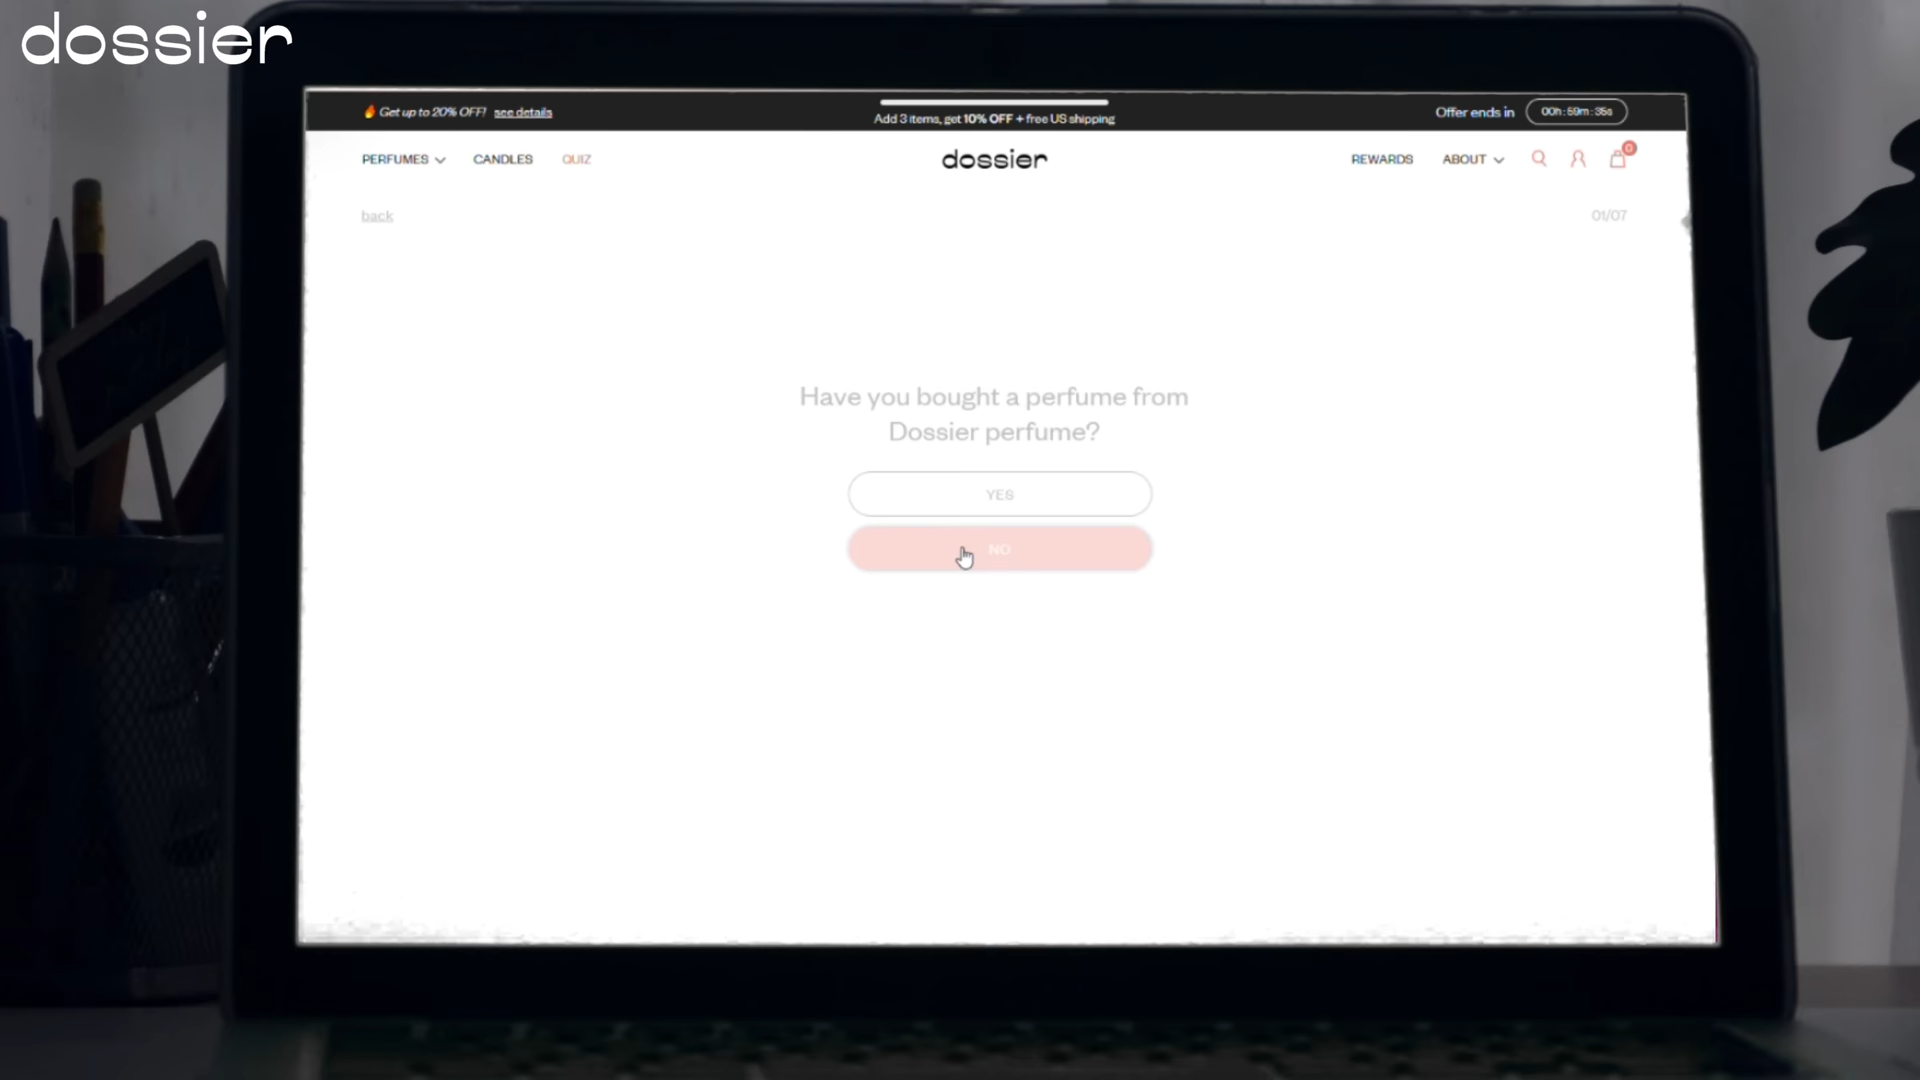 dossier
Get up to 20% OFF! see details
Add 3 items, get 10% OFF + free US shipping
Offer ends in 00h : 59m : 35s
PERFUMES CANDLES QUIZ dossier REWARDS ABOUT 0
back 01/07
Have you bought a perfume from
Dossier perfume?
YES
NO